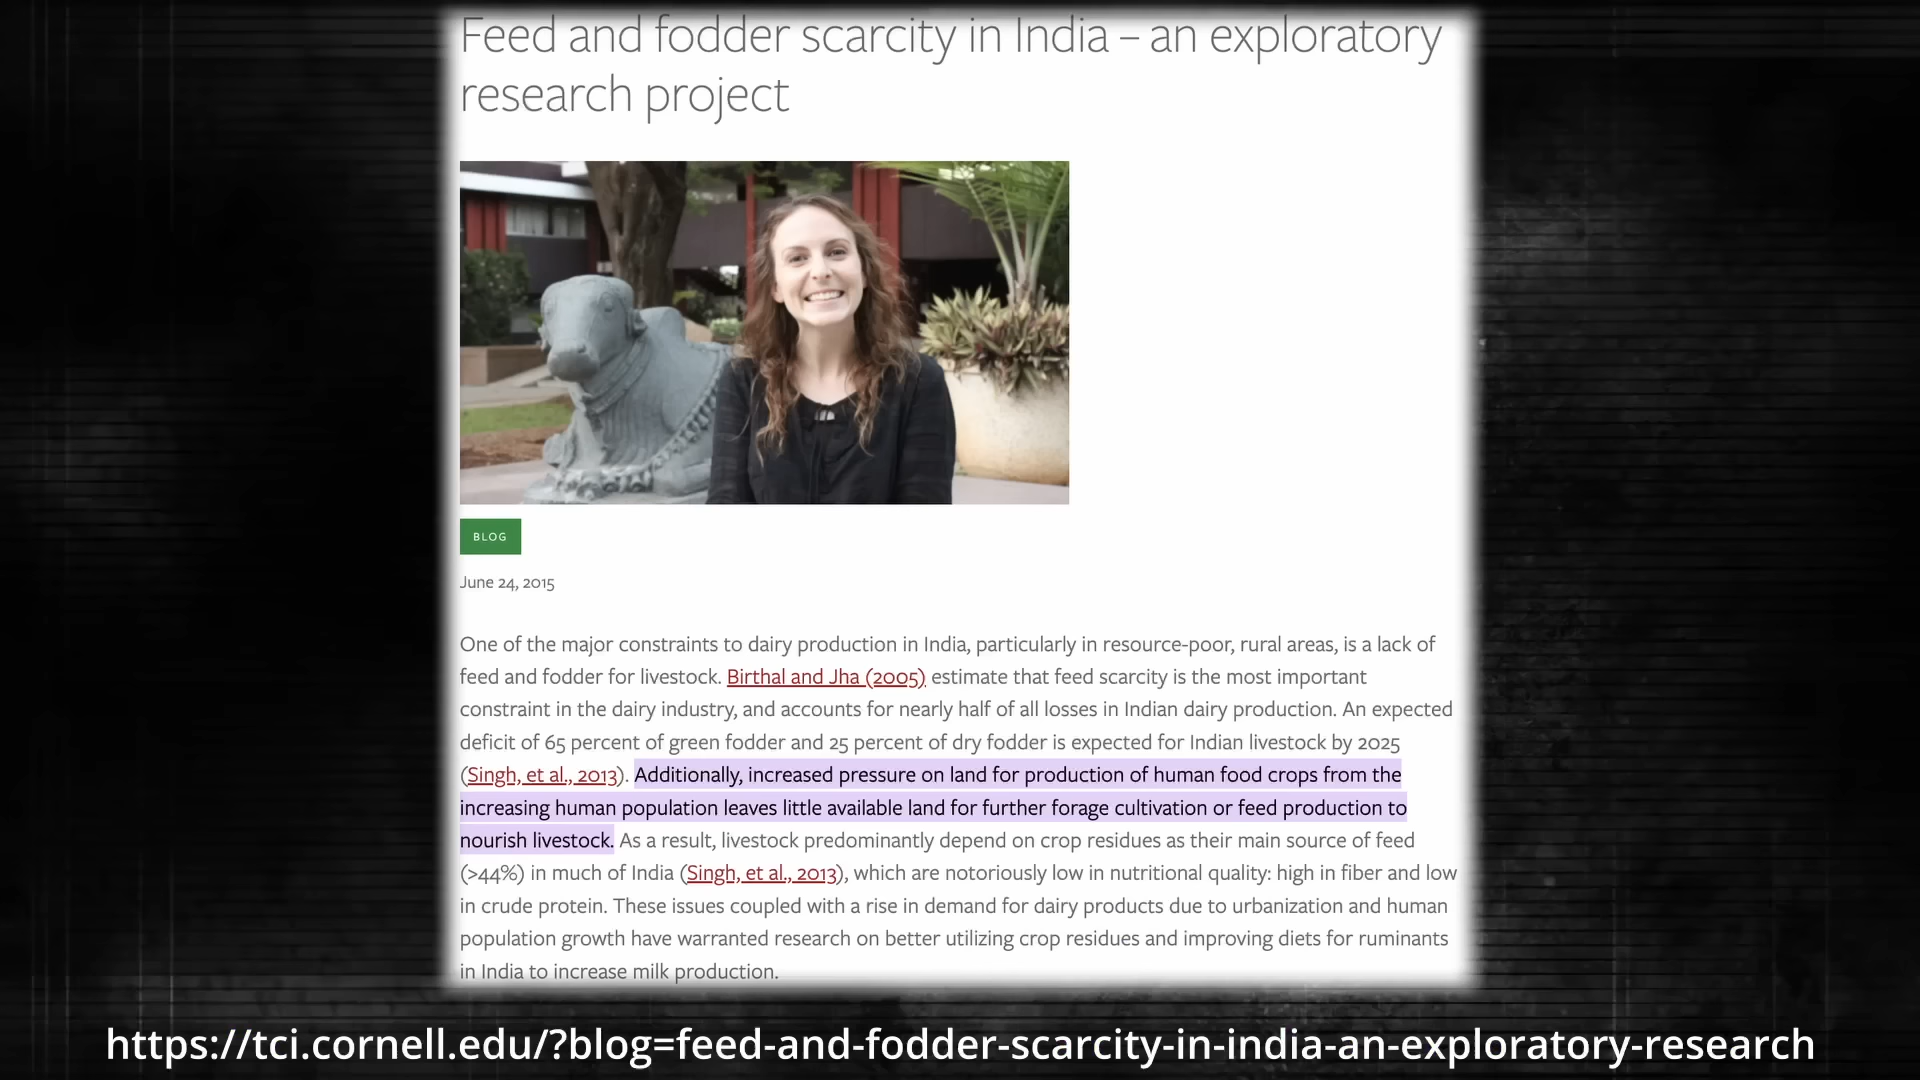 Feed and fodder scarcity in India – an exploratory
research project
BLOG
June 24, 2015
One of the major constraints to dairy production in India, particularly in resource-poor, rural areas, is a lack of
feed and fodder for livestock. Birthal and Jha (2005) estimate that feed scarcity is the most important
constraint in the dairy industry, and accounts for nearly half of all losses in Indian dairy production. An expected
deficit of 65 percent of green fodder and 25 percent of dry fodder is expected for Indian livestock by 2025
(Singh, et al., 2013). Additionally, increased pressure on land for production of human food crops from the
increasing human population leaves little available land for further forage cultivation or feed production to
nourish livestock. As a result, livestock predominantly depend on crop residues as their main source of feed
(>44%) in much of India (Singh, et al., 2013), which are notoriously low in nutritional quality: high in fiber and low
in crude protein. These issues coupled with a rise in demand for dairy products due to urbanization and human
population growth have warranted research on better utilizing crop residues and improving diets for ruminants
in India to increase milk production.
https://tci.cornell.edu/?blog=feed-and-fodder-scarcity-in-india-an-exploratory-research